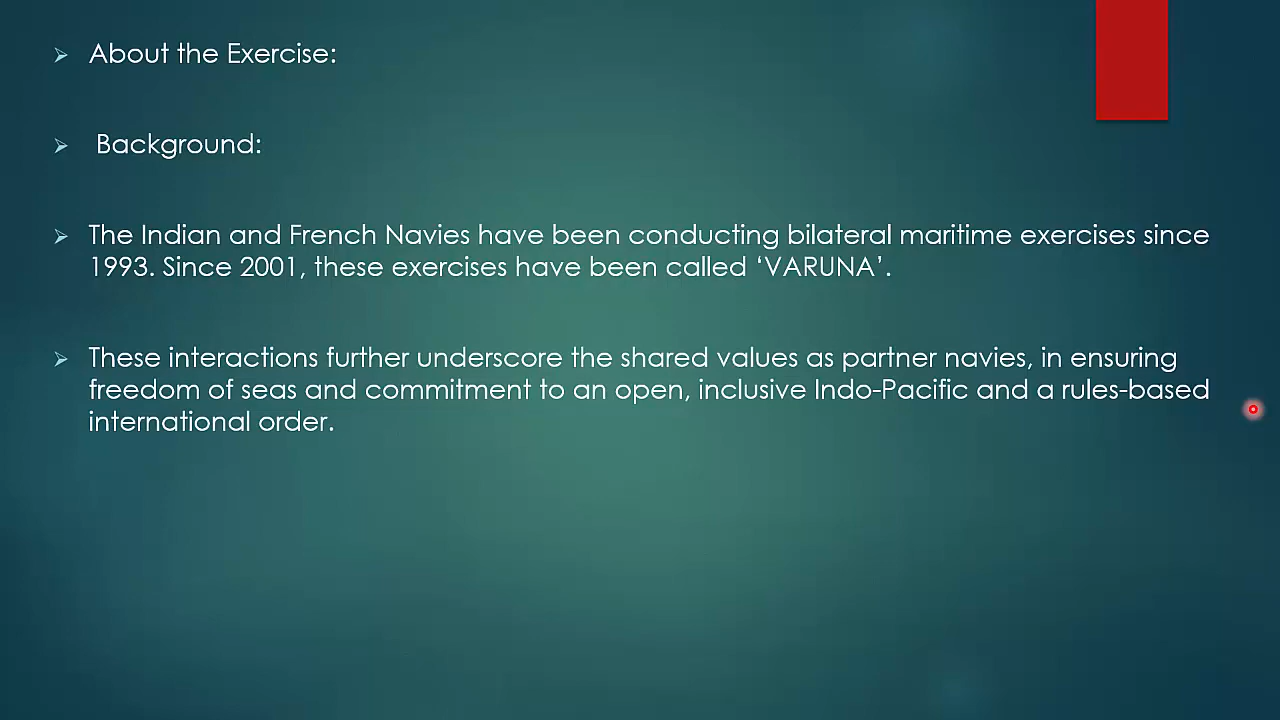 About the Exercise:
Background:
The Indian and French Navies have been conducting bilateral maritime exercises since
1993. Since 2001, these exercises have been called ‘VARUNA’.
These interactions further underscore the shared values as partner navies, in ensuring
freedom of seas and commitment to an open, inclusive Indo-Pacific and a rules-based
international order.